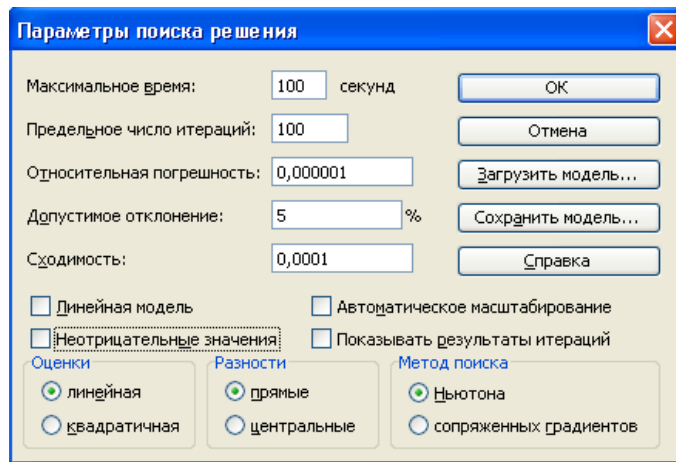 Параметры поиска решения
Максимальное время: 100 секунд ОК
Предельное число итераций: 100 Отмена
Относительная погрешность: 0,000001 Загрузить модель...
Допустимое отклонение: 5 % Сохранить модель...
Сходимость: 0,0001 Справка
Линейная модель Автоматическое масштабирование
Неотрицательные значения Показывать результаты итераций
Оценки Разности Метод поиска
линейная прямые Ньютона
квадратичная центральные сопряженных градиентов